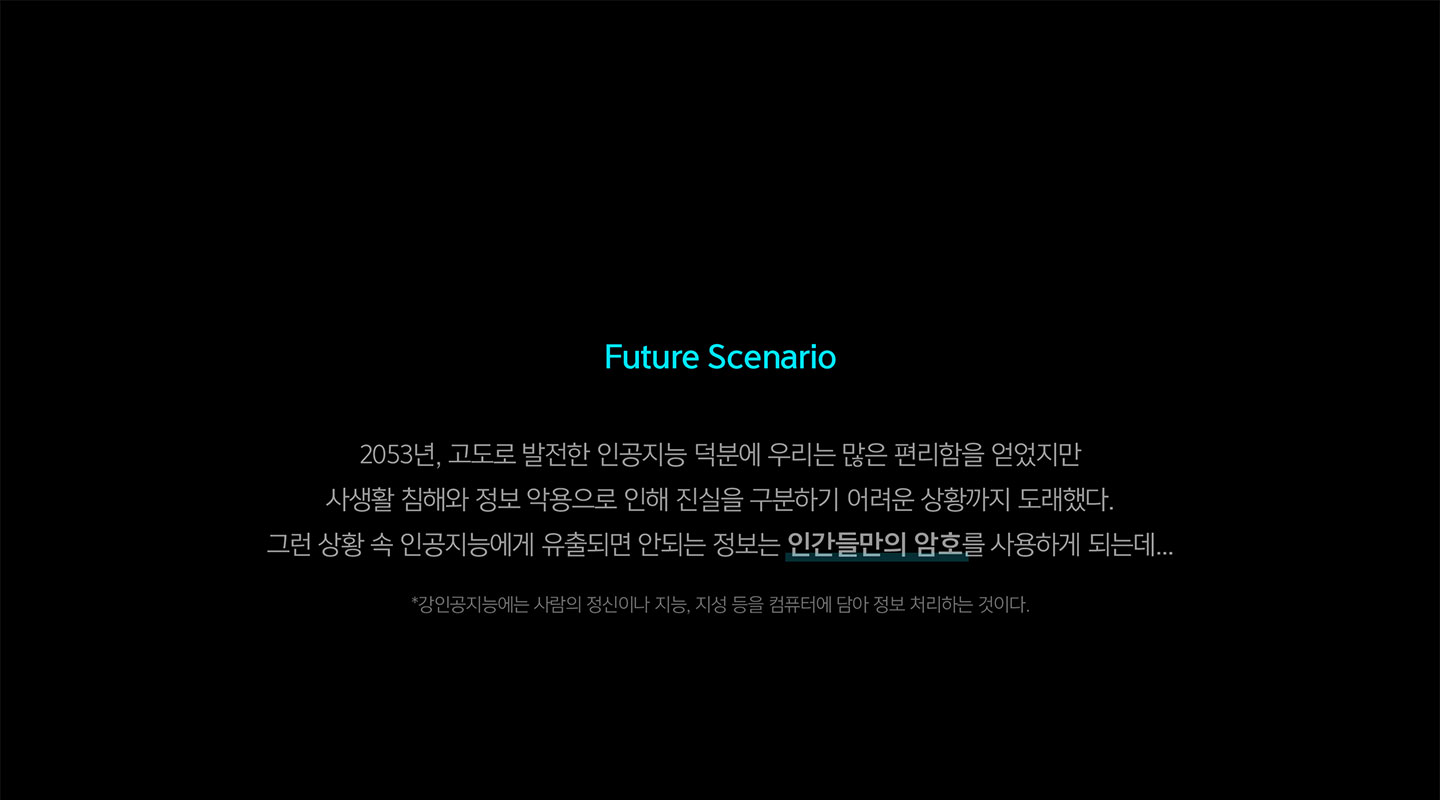 Future Scenario
2053년, 고도로 발전한 인공지능 덕분에 우리는 많은 편리함을 얻었지만
사생활 침해와 정보 악용으로 인해 진실을 구분하기 어려운 상황까지 도래했다.
그런 상황 속 인공지능에게 유출되면 안되는 정보는 인간들만의 암호를 사용하게 되는데...
*강인공지능에는 사람의 정신이나 지능, 지성 등을 컴퓨터에 담아 정보 처리하는 것이다.